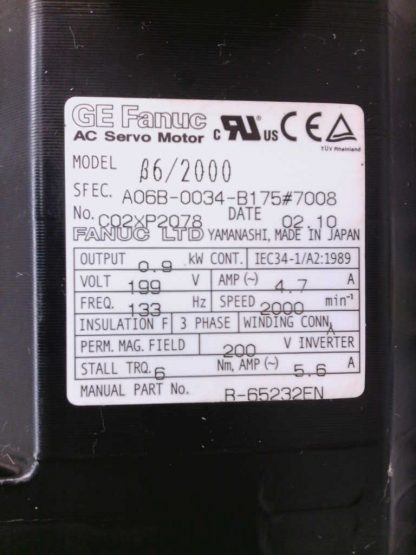 GE Fanuc
AC Servo Motor
c RU us CE
TÜV Rheinland
MODEL β6/2000
SPEC. A06B-0034-B175#7008
No. C02XP2078 DATE 02.10
FANUC LTD YAMANASHI, MADE IN JAPAN
OUTPUT 0.9 kW CONT. IEC34-1/A2:1989
VOLT 199 V AMP (~) 4.7 A
FREQ. 133 Hz SPEED 2000 min⁻¹
INSULATION F 3 PHASE WINDING CONN. Y
PERM. MAG. FIELD 200 V INVERTER
STALL TRQ. 6 Nm, AMP (~) 5.6 A
MANUAL PART No. B-65232EN